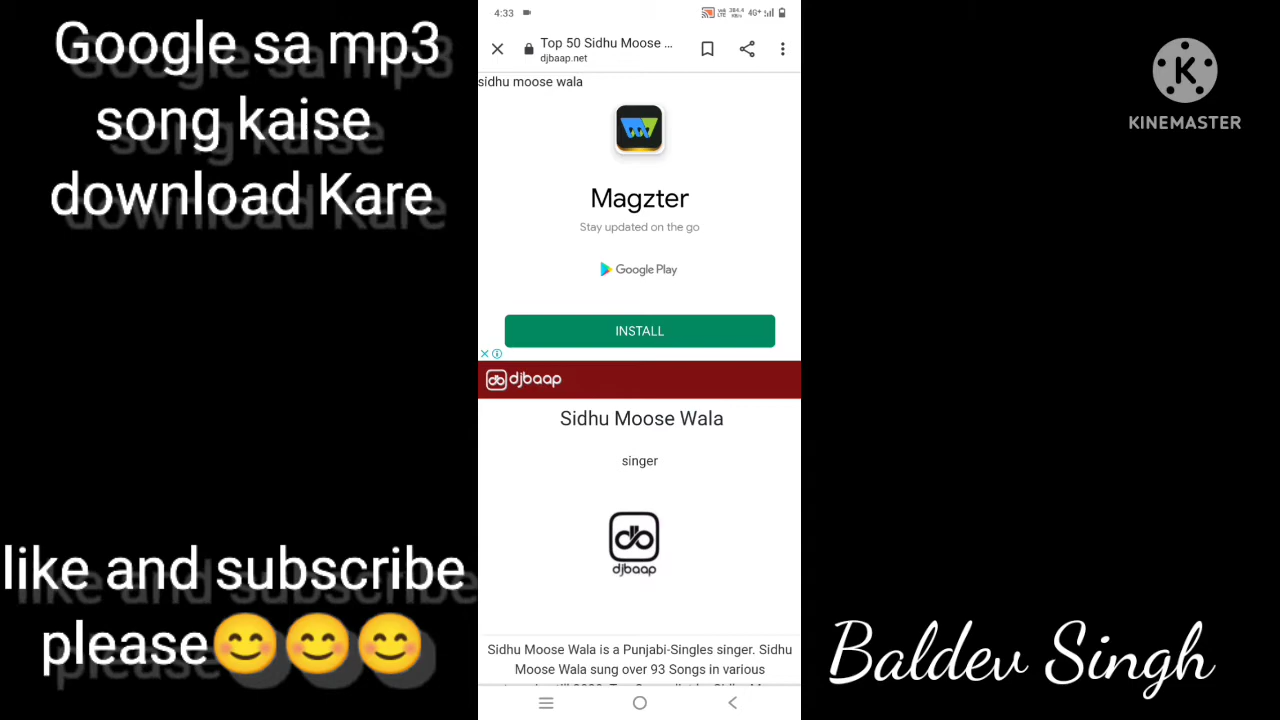 Google sa mp3
song kaise
download Kare
like and subscribe
please😊😊😊
4:33
4G+
Top 50 Sidhu Moose ...
djbaap.net
sidhu moose wala
Magzter
Stay updated on the go
Google Play
INSTALL
djbaap
Sidhu Moose Wala
singer
djbaap
Sidhu Moose Wala is a Punjabi-Singles singer. Sidhu
Moose Wala sung over 93 Songs in various
KINEMASTER
Baldev Singh